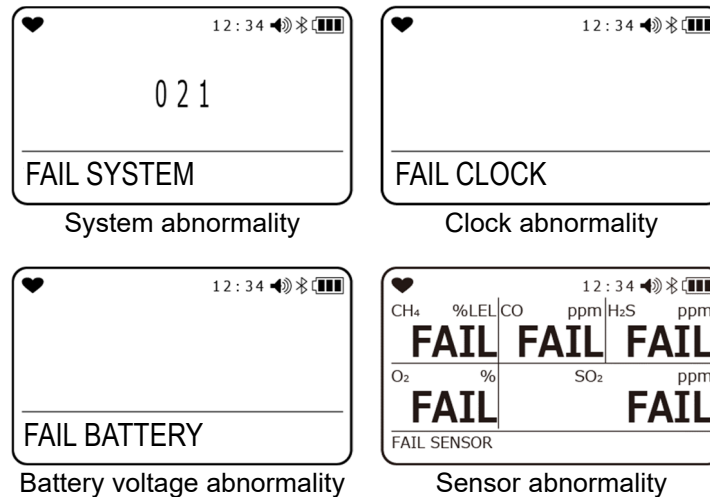 12:34
021
FAIL SYSTEM
System abnormality
12:34
FAIL CLOCK
Clock abnormality
12:34
FAIL BATTERY
Battery voltage abnormality
12:34
CH₄ %LEL CO ppm H₂S ppm
FAIL FAIL FAIL
O₂ % SO₂ ppm
FAIL FAIL
FAIL SENSOR
Sensor abnormality